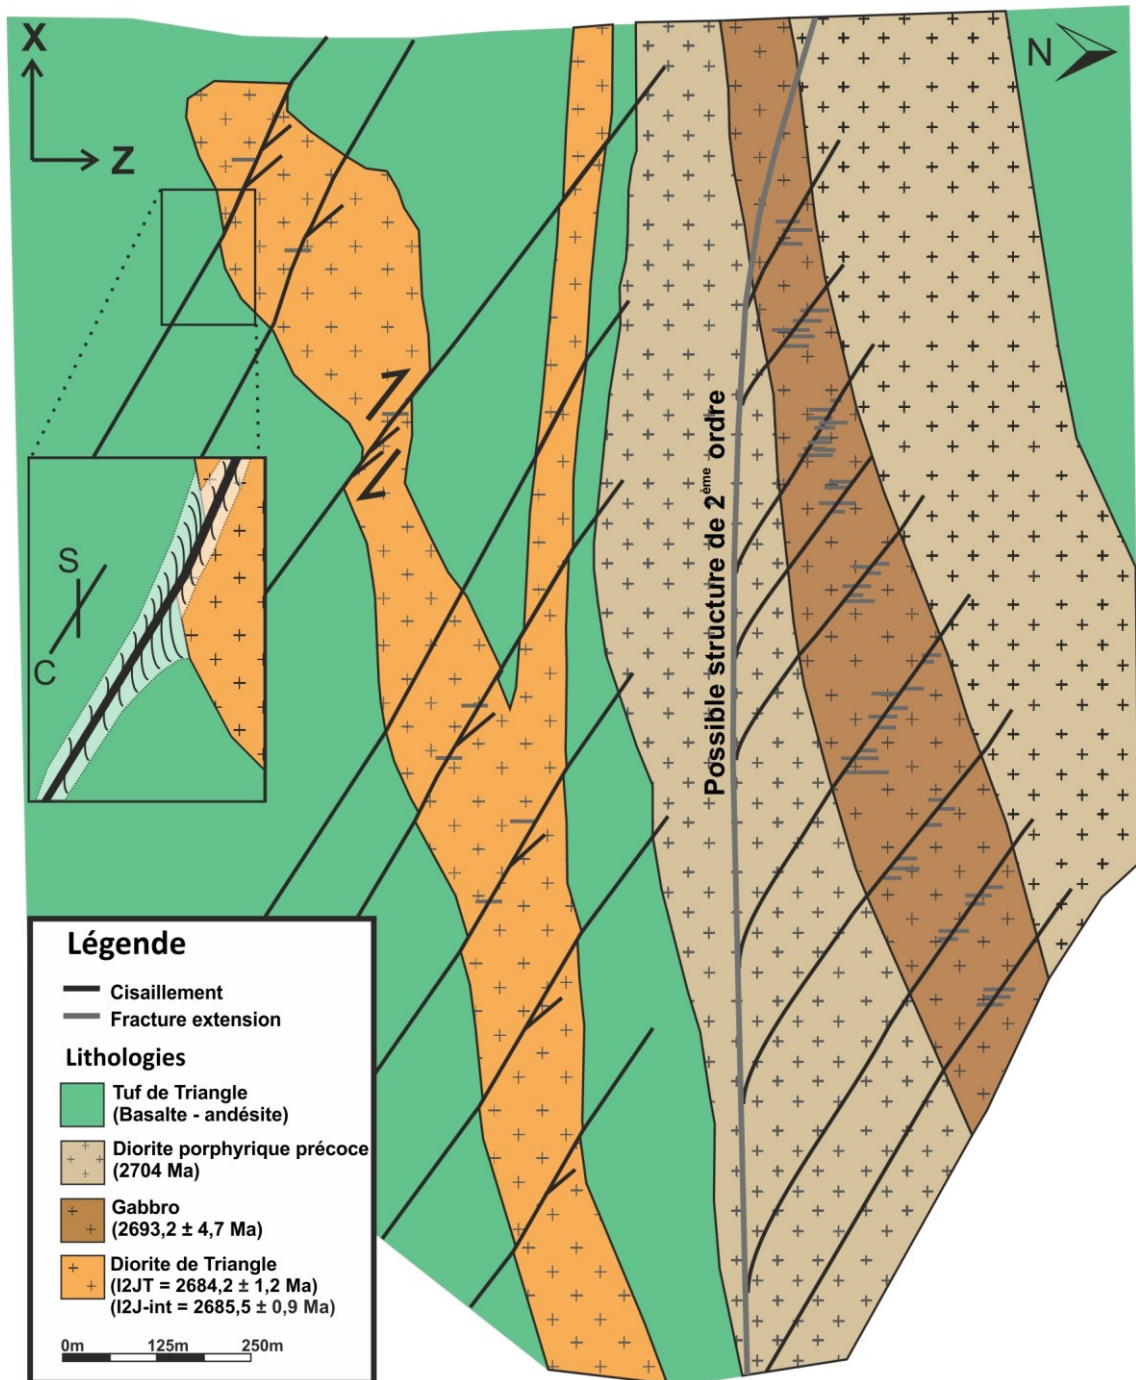 X
Z
N
Possible structure de 2ème ordre
S
C
Légende
Cisaillement
Fracture extension
Lithologies
Tuf de Triangle
(Basalte - andésite)
Diorite porphyrique précoce
(2704 Ma)
Gabbro
(2693,2 ± 4,7 Ma)
Diorite de Triangle
(I2JT = 2684,2 ± 1,2 Ma)
(I2J-int = 2685,5 ± 0,9 Ma)
0m 125m 250m